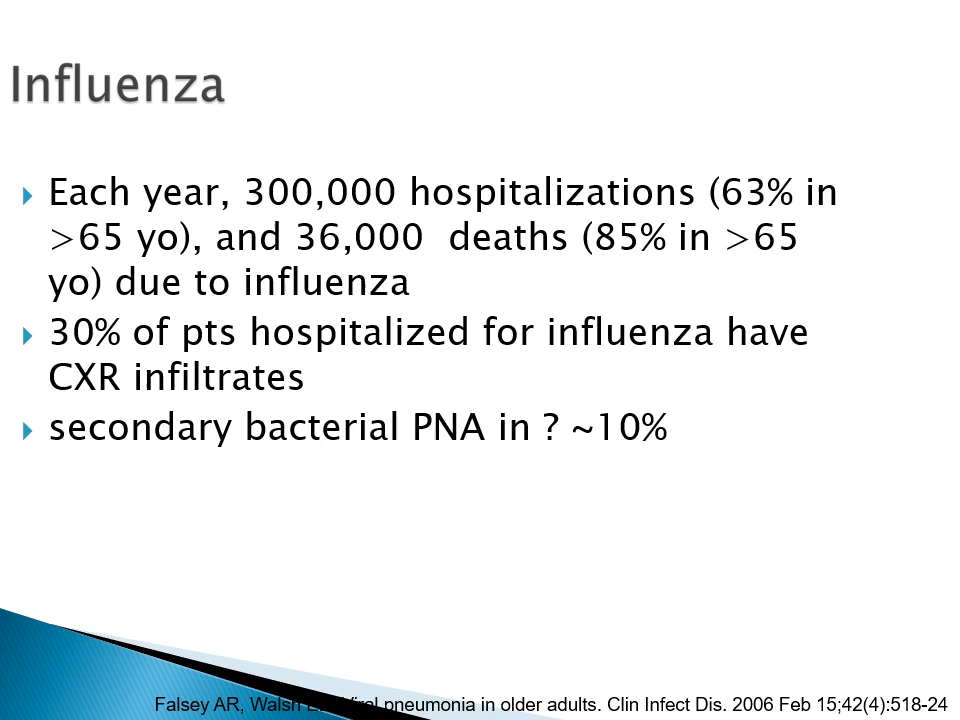 Influenza
Each year, 300,000 hospitalizations (63% in
>65 yo), and 36,000 deaths (85% in >65
yo) due to influenza
30% of pts hospitalized for influenza have
CXR infiltrates
secondary bacterial PNA in ? ~10%
Falsey AR, Walsh pneumonia in older adults. Clin Infect Dis. 2006 Feb 15;42(4):518-24